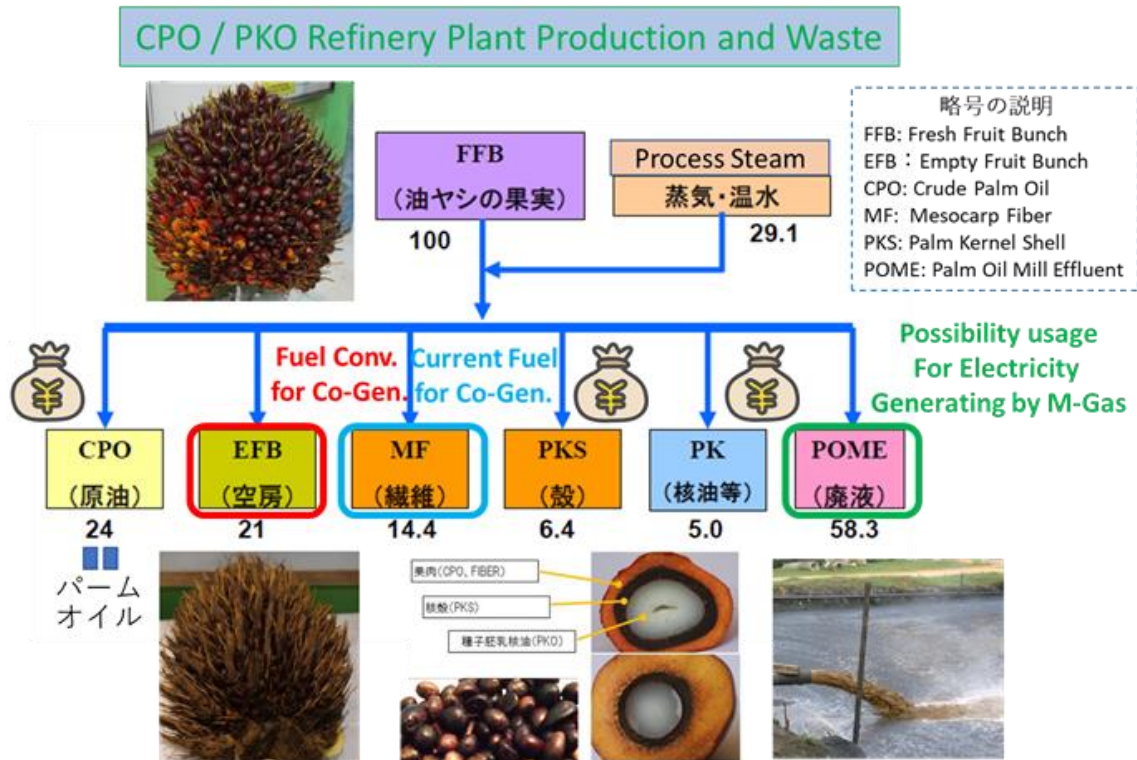 CPO / PKO Refinery Plant Production and Waste
略号の説明
FFB: Fresh Fruit Bunch
EFB：Empty Fruit Bunch
CPO: Crude Palm Oil
MF: Mesocarp Fiber
PKS: Palm Kernel Shell
POME: Palm Oil Mill Effluent
FFB
(油ヤシの果実)
100
Process Steam
蒸気・温水
29.1
Fuel Conv.
for Co-Gen.
Current Fuel
for Co-Gen.
Possibility usage
For Electricity
Generating by M-Gas
¥
¥
¥
CPO
(原油)
24
EFB
(空房)
21
MF
(繊維)
14.4
PKS
(殻)
6.4
PK
(核油等)
5.0
POME
(廃液)
58.3
パーム
オイル
果肉(CPO, FIBER)
核殻(PKS)
種子胚乳核油(PKO)